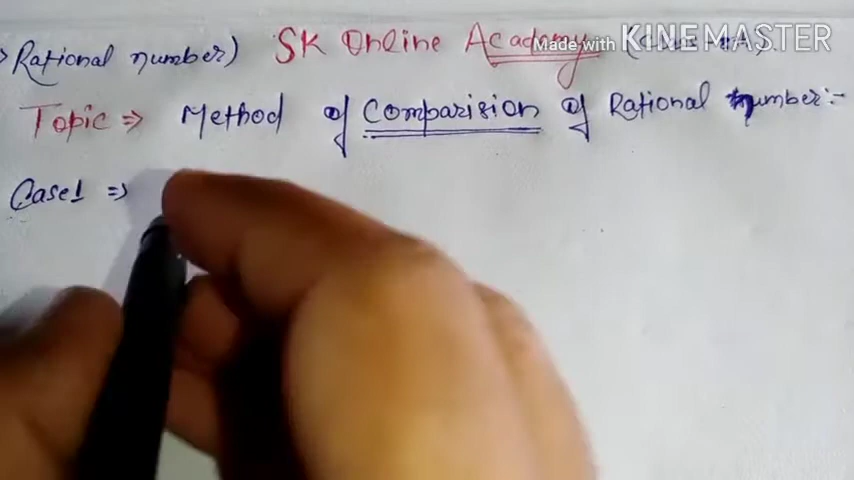 Rational number) SK Online Academy
Made with KINEMASTER
Topic ⇒ Method of Comparision of Rational number:-
Case1 ⇒